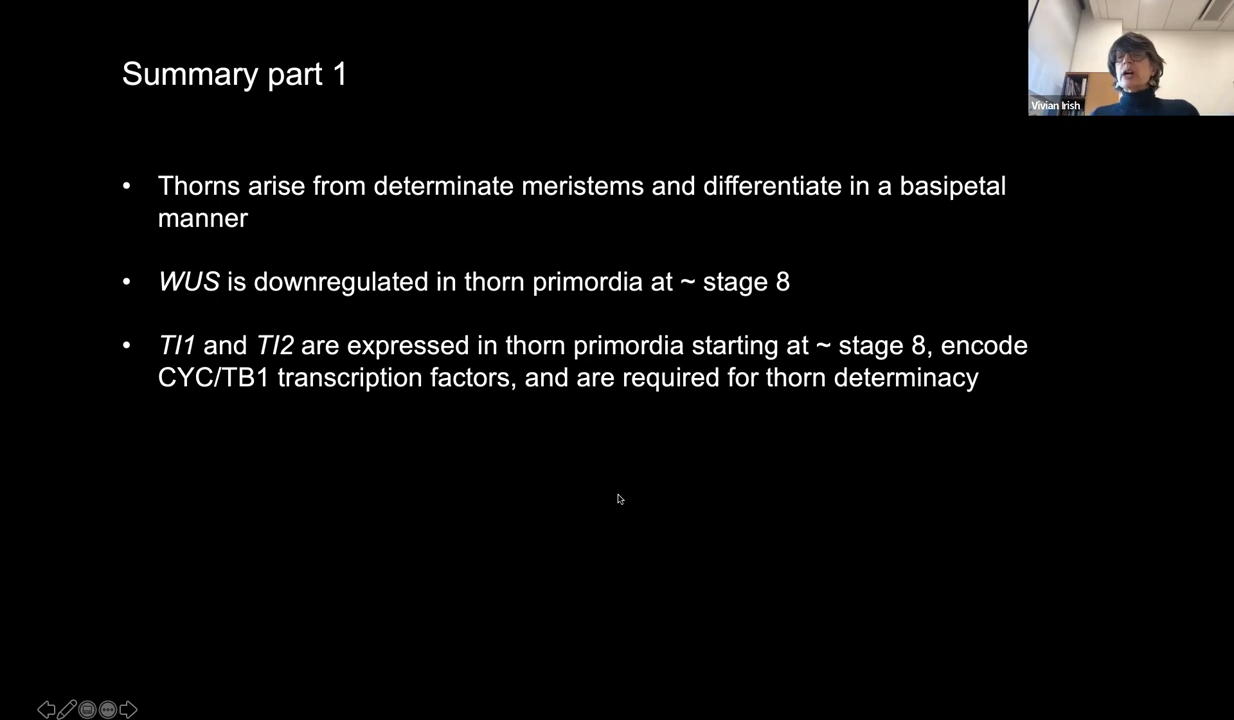 Summary part 1
Vivian Irish
• Thorns arise from determinate meristems and differentiate in a basipetal
manner
• WUS is downregulated in thorn primordia at ~ stage 8
• TI1 and TI2 are expressed in thorn primordia starting at ~ stage 8, encode
CYC/TB1 transcription factors, and are required for thorn determinacy